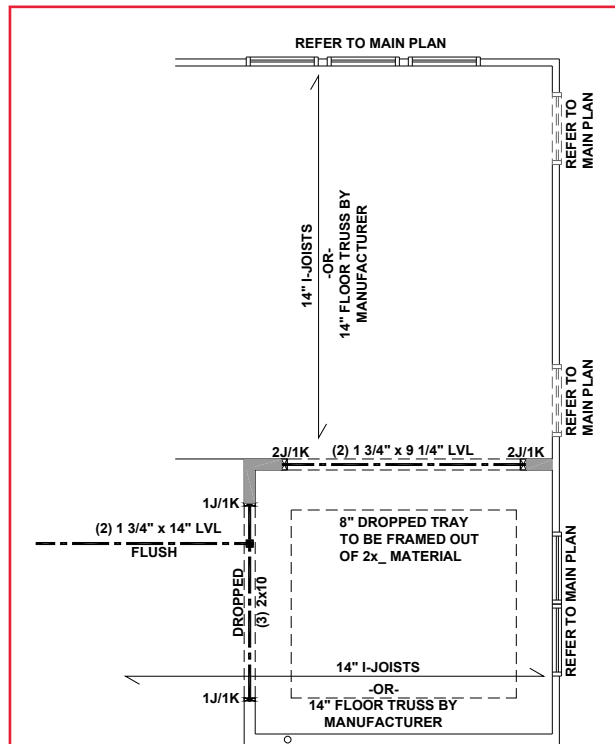 REFER TO MAIN PLAN
REFER TO
MAIN PLAN
14" I-JOISTS
-OR-
14" FLOOR TRUSS BY
MANUFACTURER
REFER TO
MAIN PLAN
2J/1K
(2) 1 3/4" x 9 1/4" LVL
2J/1K
1J/1K
(2) 1 3/4" x 14" LVL
FLUSH
8" DROPPED TRAY
TO BE FRAMED OUT
OF 2x_ MATERIAL
DROPPED
(3) 2x10
REFER TO MAIN PLAN
14" I-JOISTS
-OR-
14" FLOOR TRUSS BY
MANUFACTURER
1J/1K